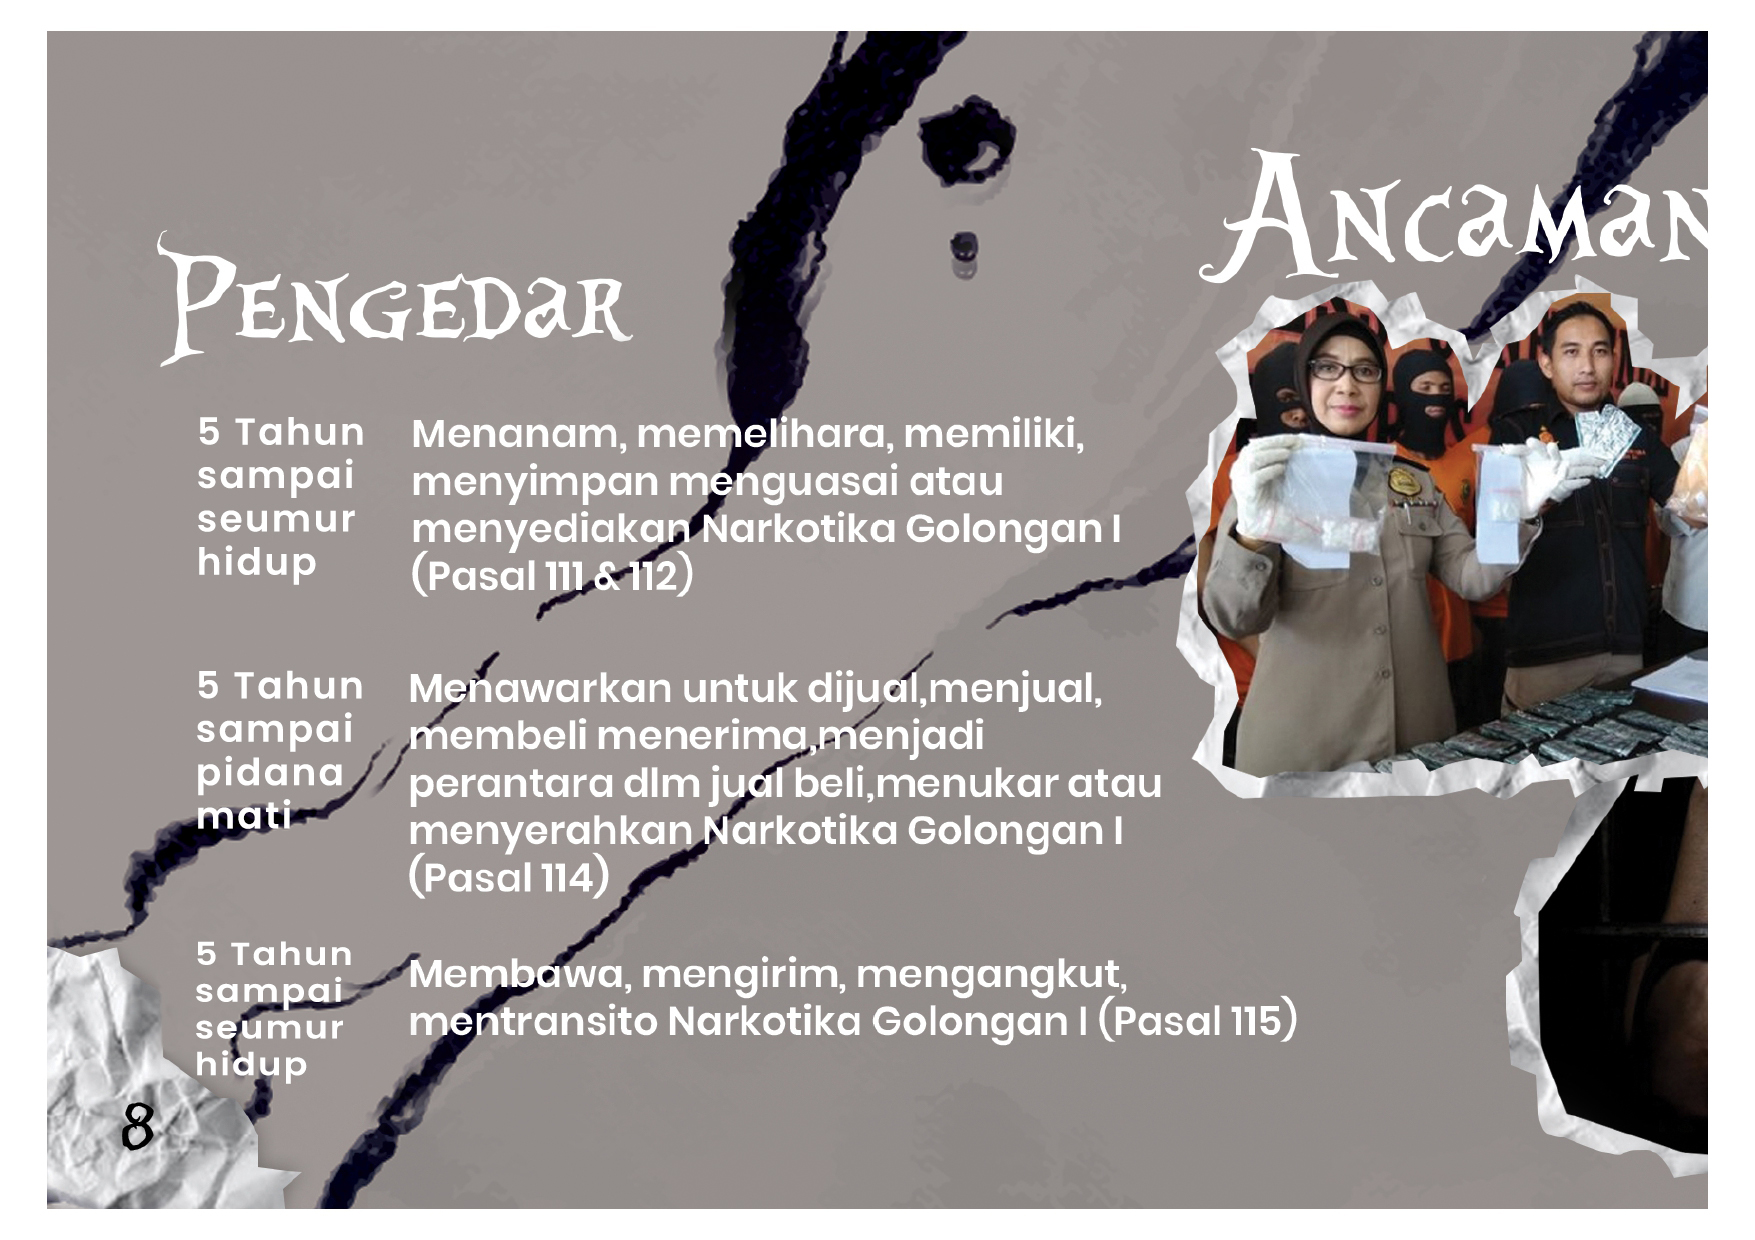 Pengedar
Ancaman
5 Tahun
sampai
seumur
hidup
Menanam, memelihara, memiliki,
menyimpan menguasai atau
menyediakan Narkotika Golongan I
(Pasal 111 & 112)
5 Tahun
sampai
pidana
mati
Menawarkan untuk dijual,menjual,
membeli menerima,menjadi
perantara dlm jual beli,menukar atau
menyerahkan Narkotika Golongan I
(Pasal 114)
5 Tahun
sampai
seumur
hidup
Membawa, mengirim, mengangkut,
mentransito Narkotika Golongan I (Pasal 115)
8